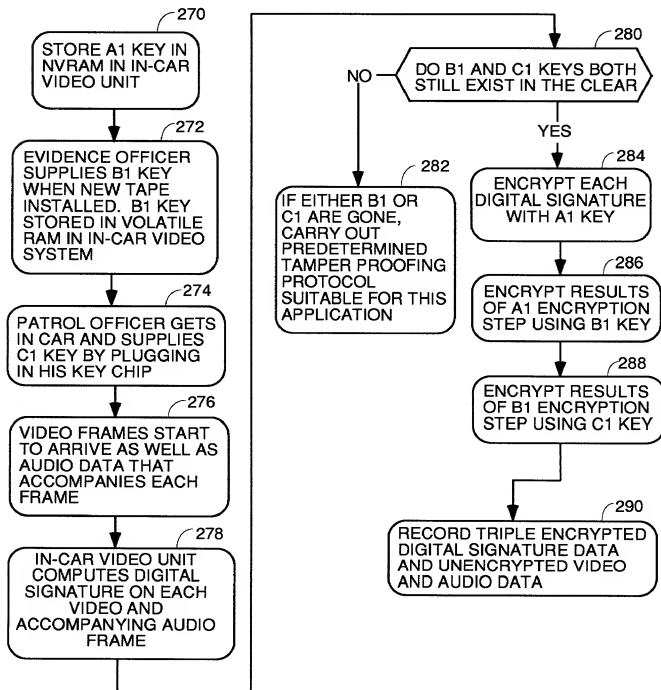 270
STORE A1 KEY IN
NVRAM IN IN-CAR
VIDEO UNIT
272
EVIDENCE OFFICER
SUPPLIES B1 KEY
WHEN NEW TAPE
INSTALLED. B1 KEY
STORED IN VOLATILE
RAM IN IN-CAR VIDEO
SYSTEM
274
PATROL OFFICER GETS
IN CAR AND SUPPLIES
C1 KEY BY PLUGGING
IN HIS KEY CHIP
276
VIDEO FRAMES START
TO ARRIVE AS WELL AS
AUDIO DATA THAT
ACCOMPANIES EACH
FRAME
278
IN-CAR VIDEO UNIT
COMPUTES DIGITAL
SIGNATURE ON EACH
VIDEO AND
ACCOMPANYING AUDIO
FRAME
280
DO B1 AND C1 KEYS BOTH
STILL EXIST IN THE CLEAR
NO
YES
282
IF EITHER B1 OR
C1 ARE GONE,
CARRY OUT
PREDETERMINED
TAMPER PROOFING
PROTOCOL
SUITABLE FOR THIS
APPLICATION
284
ENCRYPT EACH
DIGITAL SIGNATURE
WITH A1 KEY
286
ENCRYPT RESULTS
OF A1 ENCRYPTION
STEP USING B1 KEY
288
ENCRYPT RESULTS
OF B1 ENCRYPTION
STEP USING C1 KEY
290
RECORD TRIPLE ENCRYPTED
DIGITAL SIGNATURE DATA
AND UNENCRYPTED VIDEO
AND AUDIO DATA